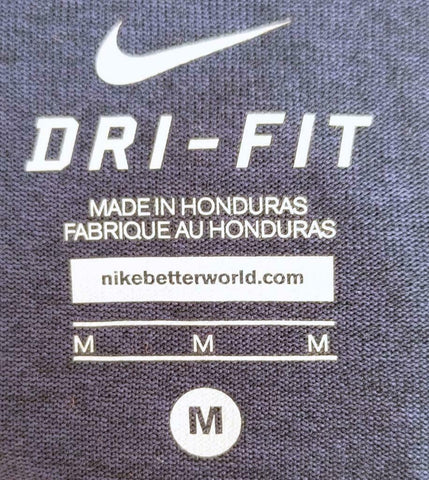 DRI-FIT
MADE IN HONDURAS
FABRIQUE AU HONDURAS
nikebetterworld.com
M M M
M